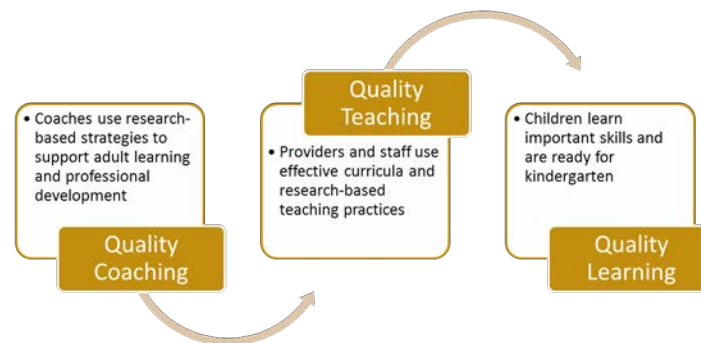 • Coaches use research-
based strategies to
support adult learning
and professional
development
Quality
Coaching
Quality
Teaching
• Providers and staff use
effective curricula and
research-based
teaching practices
• Children learn
important skills and
are ready for
kindergarten
Quality
Learning